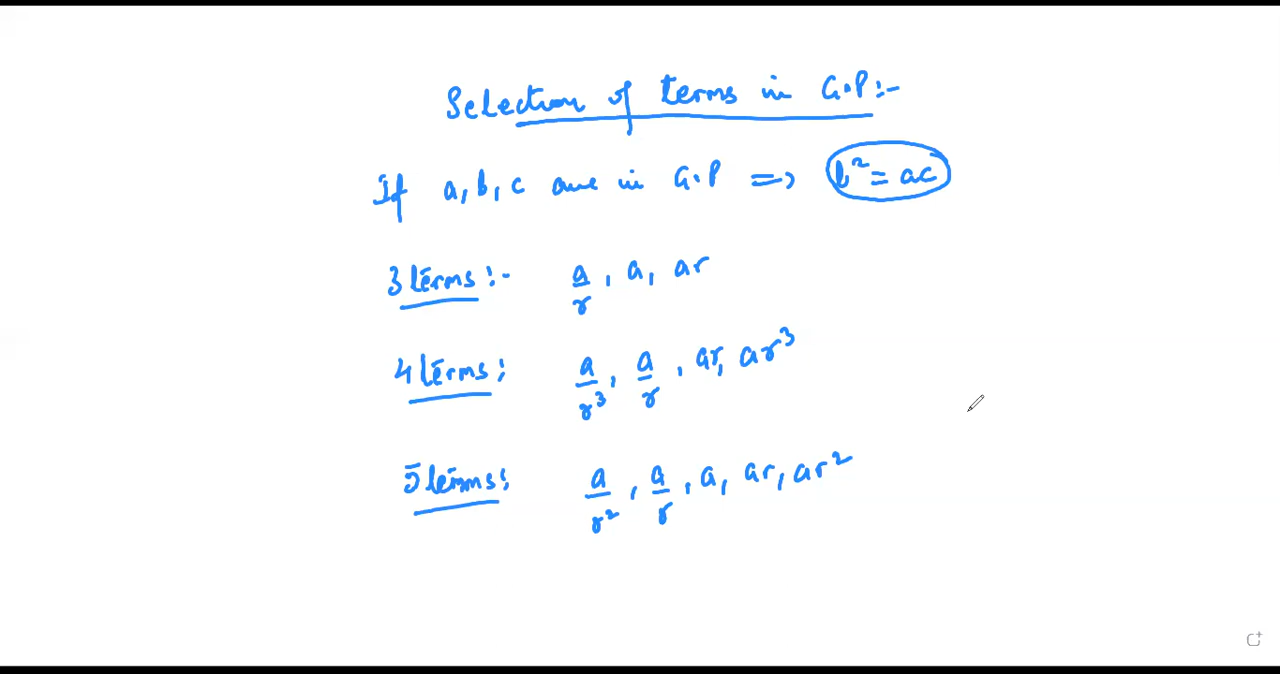 Selection of terms in G.P:-
If a, b, c are in G.P => b² = ac
3 terms:- a/r, a, ar
4 terms: a/r³, a/r, ar, ar³
5 terms: a/r², a/r, a, ar, ar²